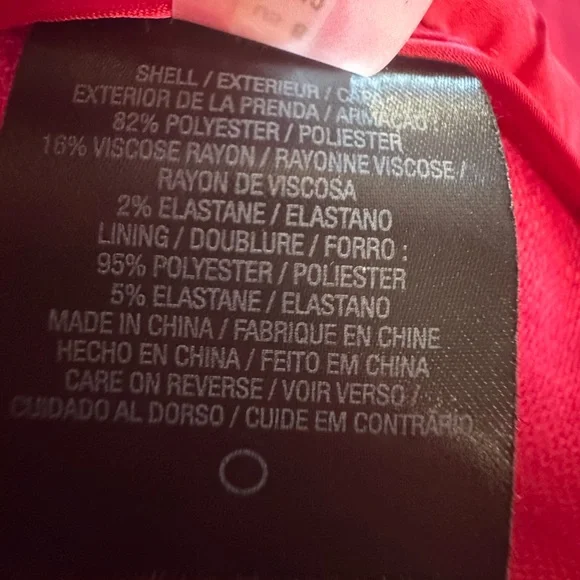 SHELL / EXTERIEUR /
EXTERIOR DE LA PRENDA / ARMAÇAO
82% POLYESTER / POLIESTER
16% VISCOSE RAYON / RAYONNE VISCOSE /
RAYON DE VISCOSA
2% ELASTANE / ELASTANO
LINING / DOUBLURE / FORRO :
95% POLYESTER / POLIESTER
5% ELASTANE / ELASTANO
MADE IN CHINA / FABRIQUE EN CHINE
HECHO EN CHINA / FEITO EM CHINA
CARE ON REVERSE / VOIR VERSO /
CUIDADO AL DORSO / CUIDE EM CONTRÁRIO